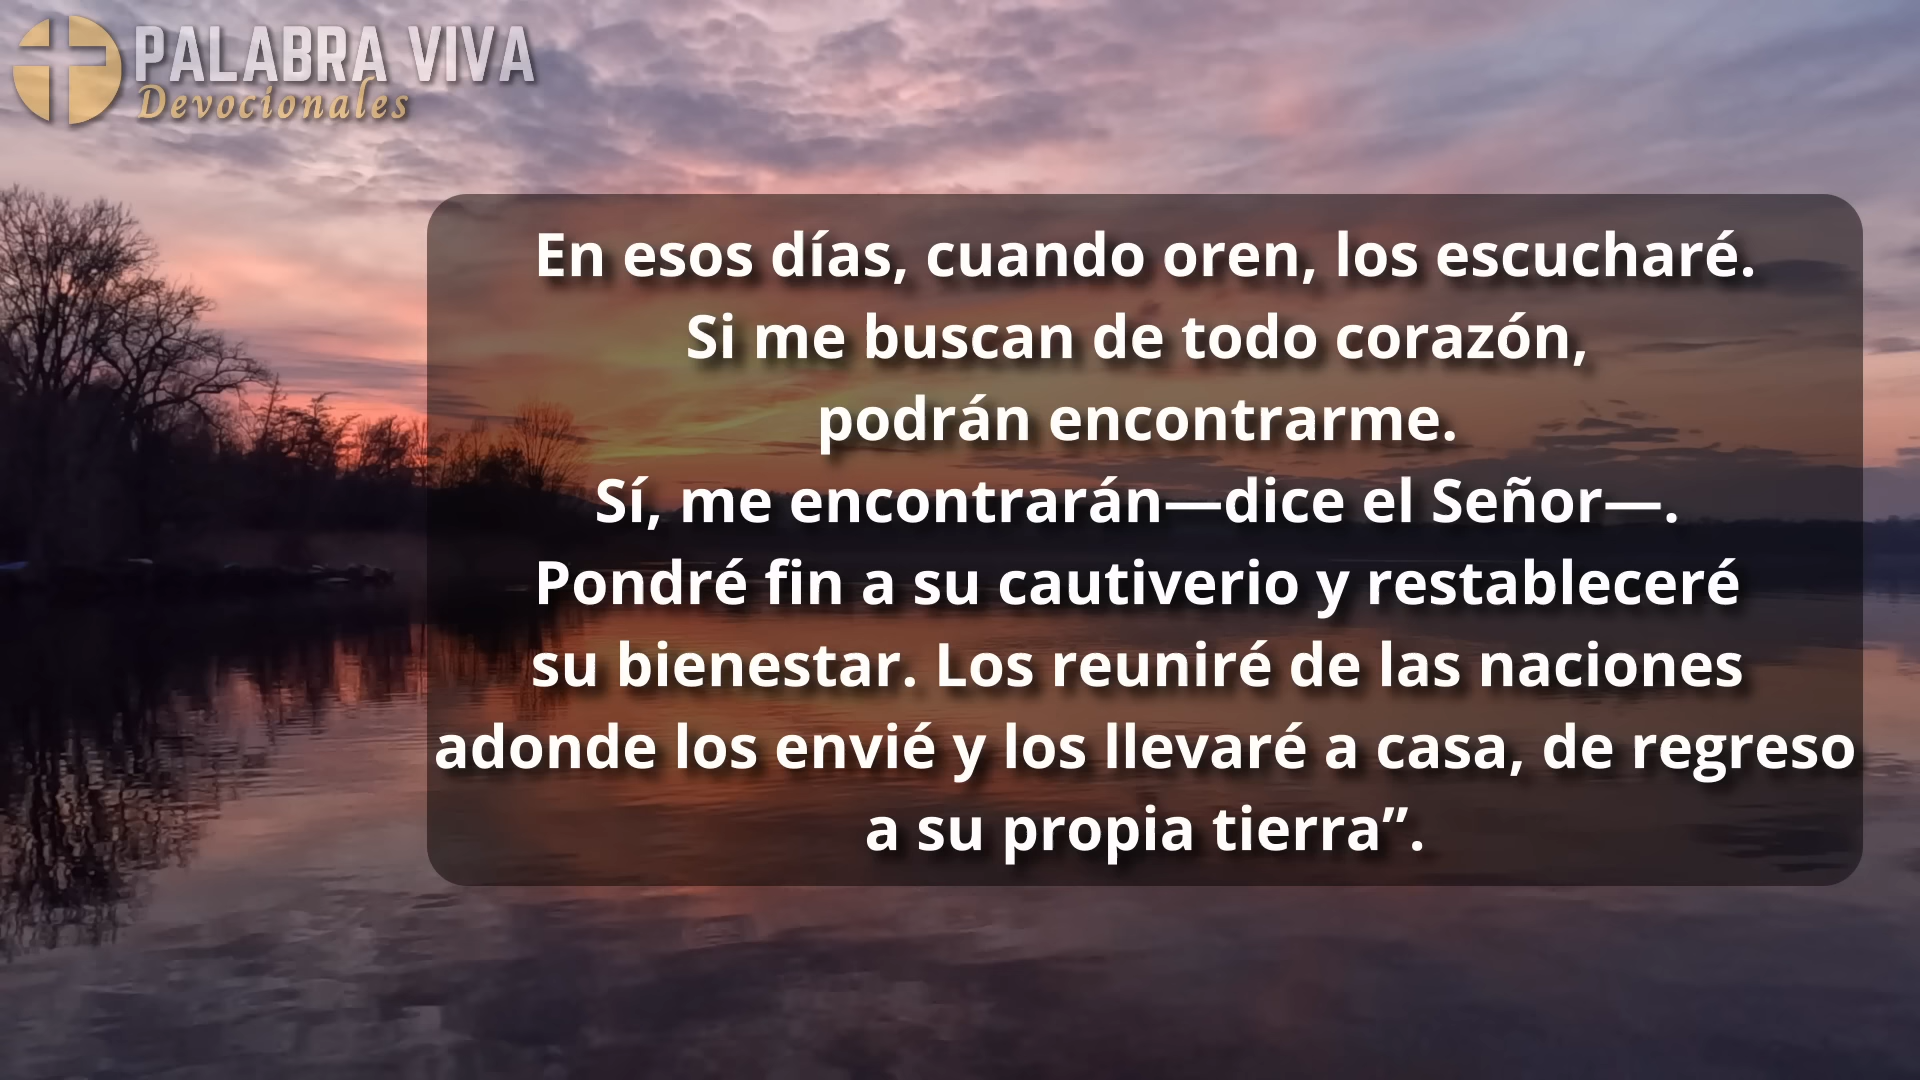 PALABRA VIVA
Devocionales
En esos días, cuando oren, los escucharé.
Si me buscan de todo corazón,
podrán encontrarme.
Sí, me encontrarán—dice el Señor—.
Pondré fin a su cautiverio y restableceré
su bienestar. Los reuniré de las naciones
adonde los envié y los llevaré a casa, de regreso
a su propia tierra”.